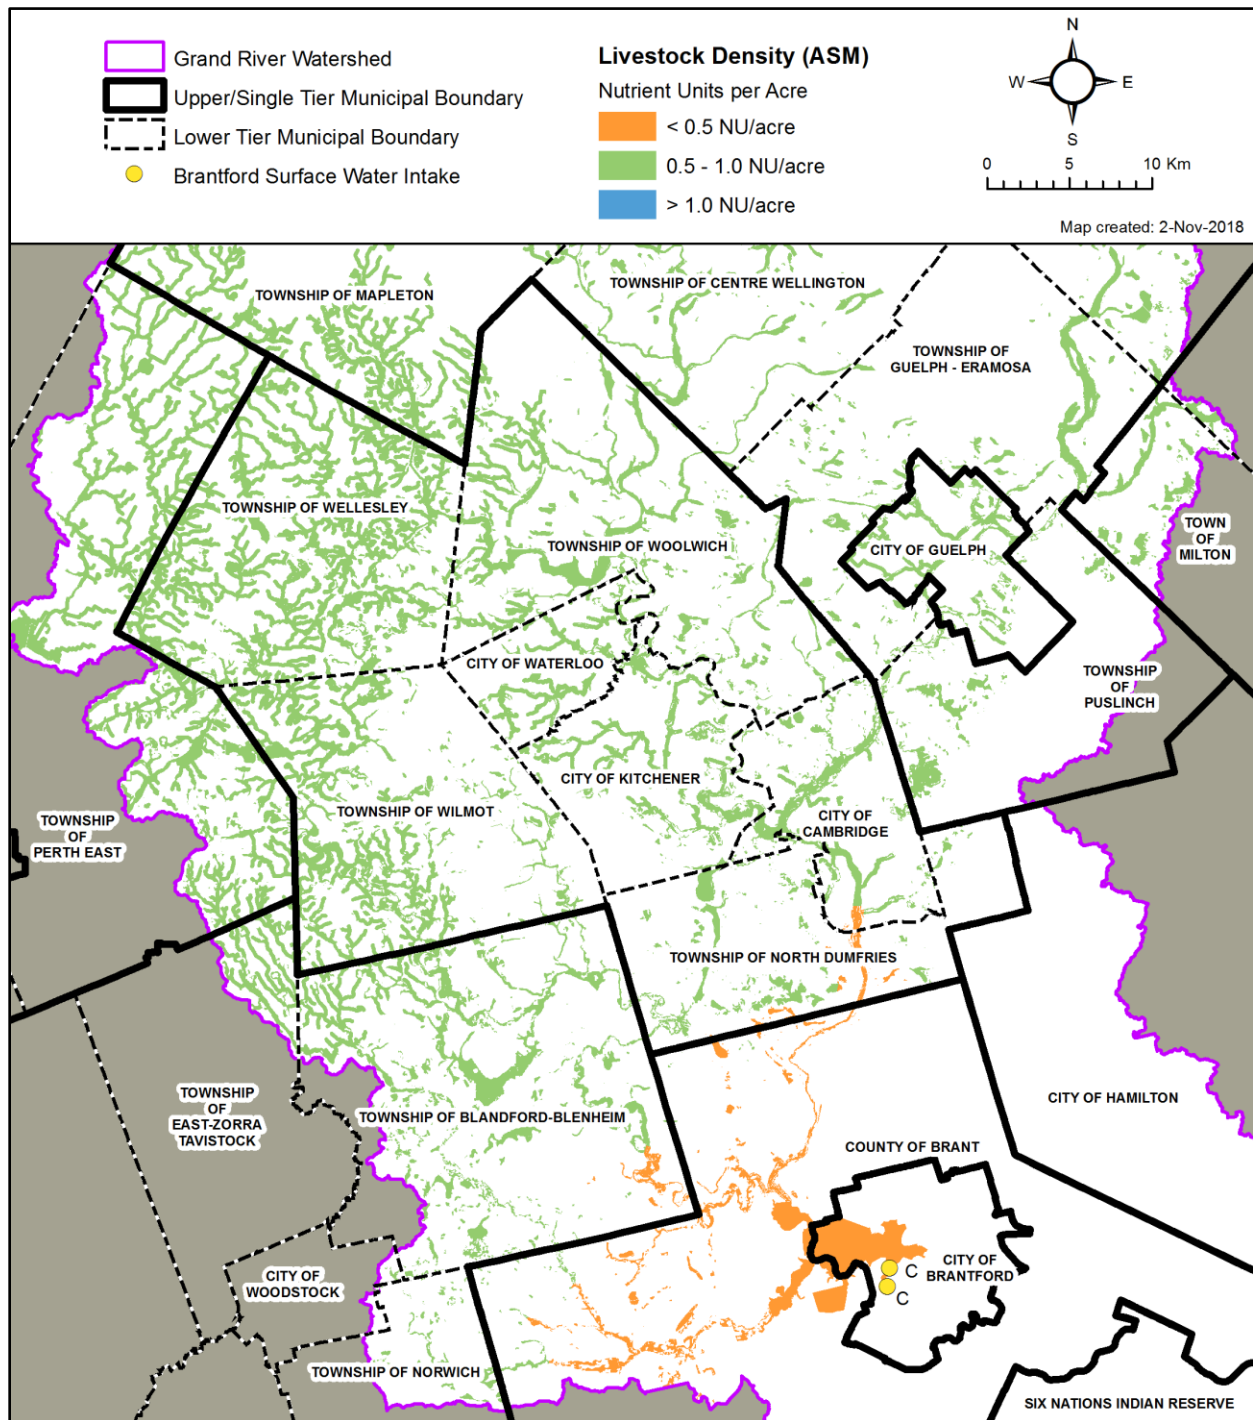 Grand River Watershed
Upper/Single Tier Municipal Boundary
Lower Tier Municipal Boundary
Brantford Surface Water Intake
Livestock Density (ASM)
Nutrient Units per Acre
< 0.5 NU/acre
0.5 - 1.0 NU/acre
> 1.0 NU/acre
N
W
E
S
0 5 10 Km
Map created: 2-Nov-2018
TOWNSHIP OF MAPLETON
TOWNSHIP OF CENTRE WELLINGTON
TOWNSHIP OF
GUELPH - ERAMOSA
TOWNSHIP OF WELLESLEY
TOWNSHIP OF WOOLWICH
CITY OF GUELPH
TOWN
OF
MILTON
CITY OF WATERLOO
TOWNSHIP
OF
PUSLINCH
CITY OF KITCHENER
TOWNSHIP OF WILMOT
CITY OF
CAMBRIDGE
TOWNSHIP
OF
PERTH EAST
TOWNSHIP OF NORTH DUMFRIES
TOWNSHIP
OF
EAST-ZORRA
TAVISTOCK
TOWNSHIP OF BLANDFORD-BLENHEIM
CITY OF HAMILTON
COUNTY OF BRANT
CITY OF
BRANTFORD
C
C
CITY OF
WOODSTOCK
TOWNSHIP OF NORWICH
SIX NATIONS INDIAN RESERVE